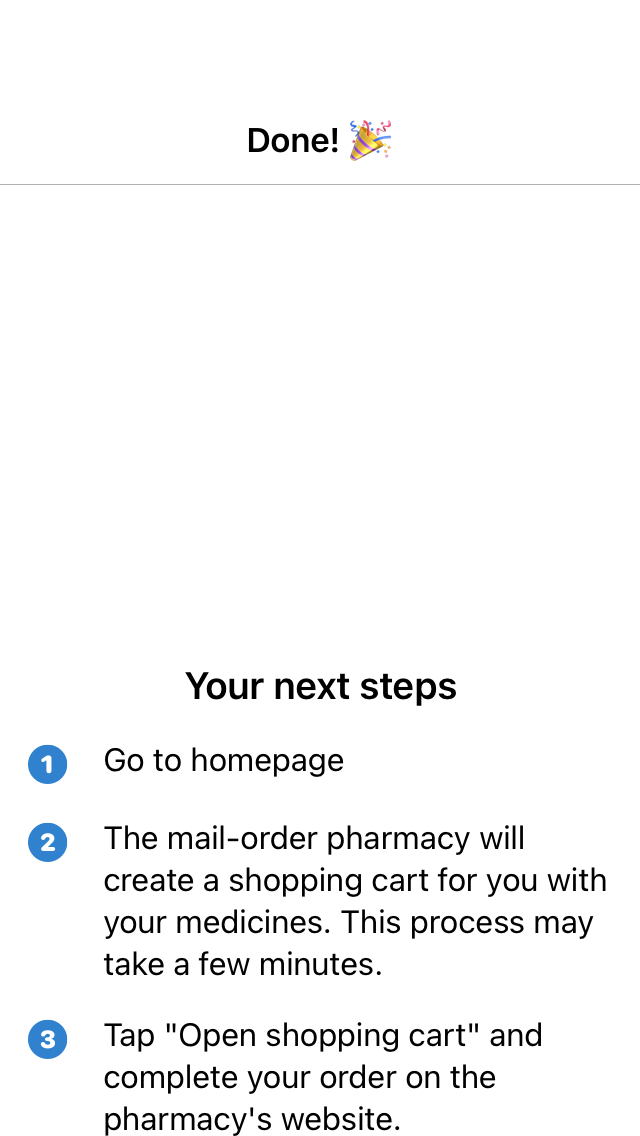 Done! 🎉
Your next steps
1 Go to homepage
2 The mail-order pharmacy will
create a shopping cart for you with
your medicines. This process may
take a few minutes.
3 Tap "Open shopping cart" and
complete your order on the
pharmacy's website.